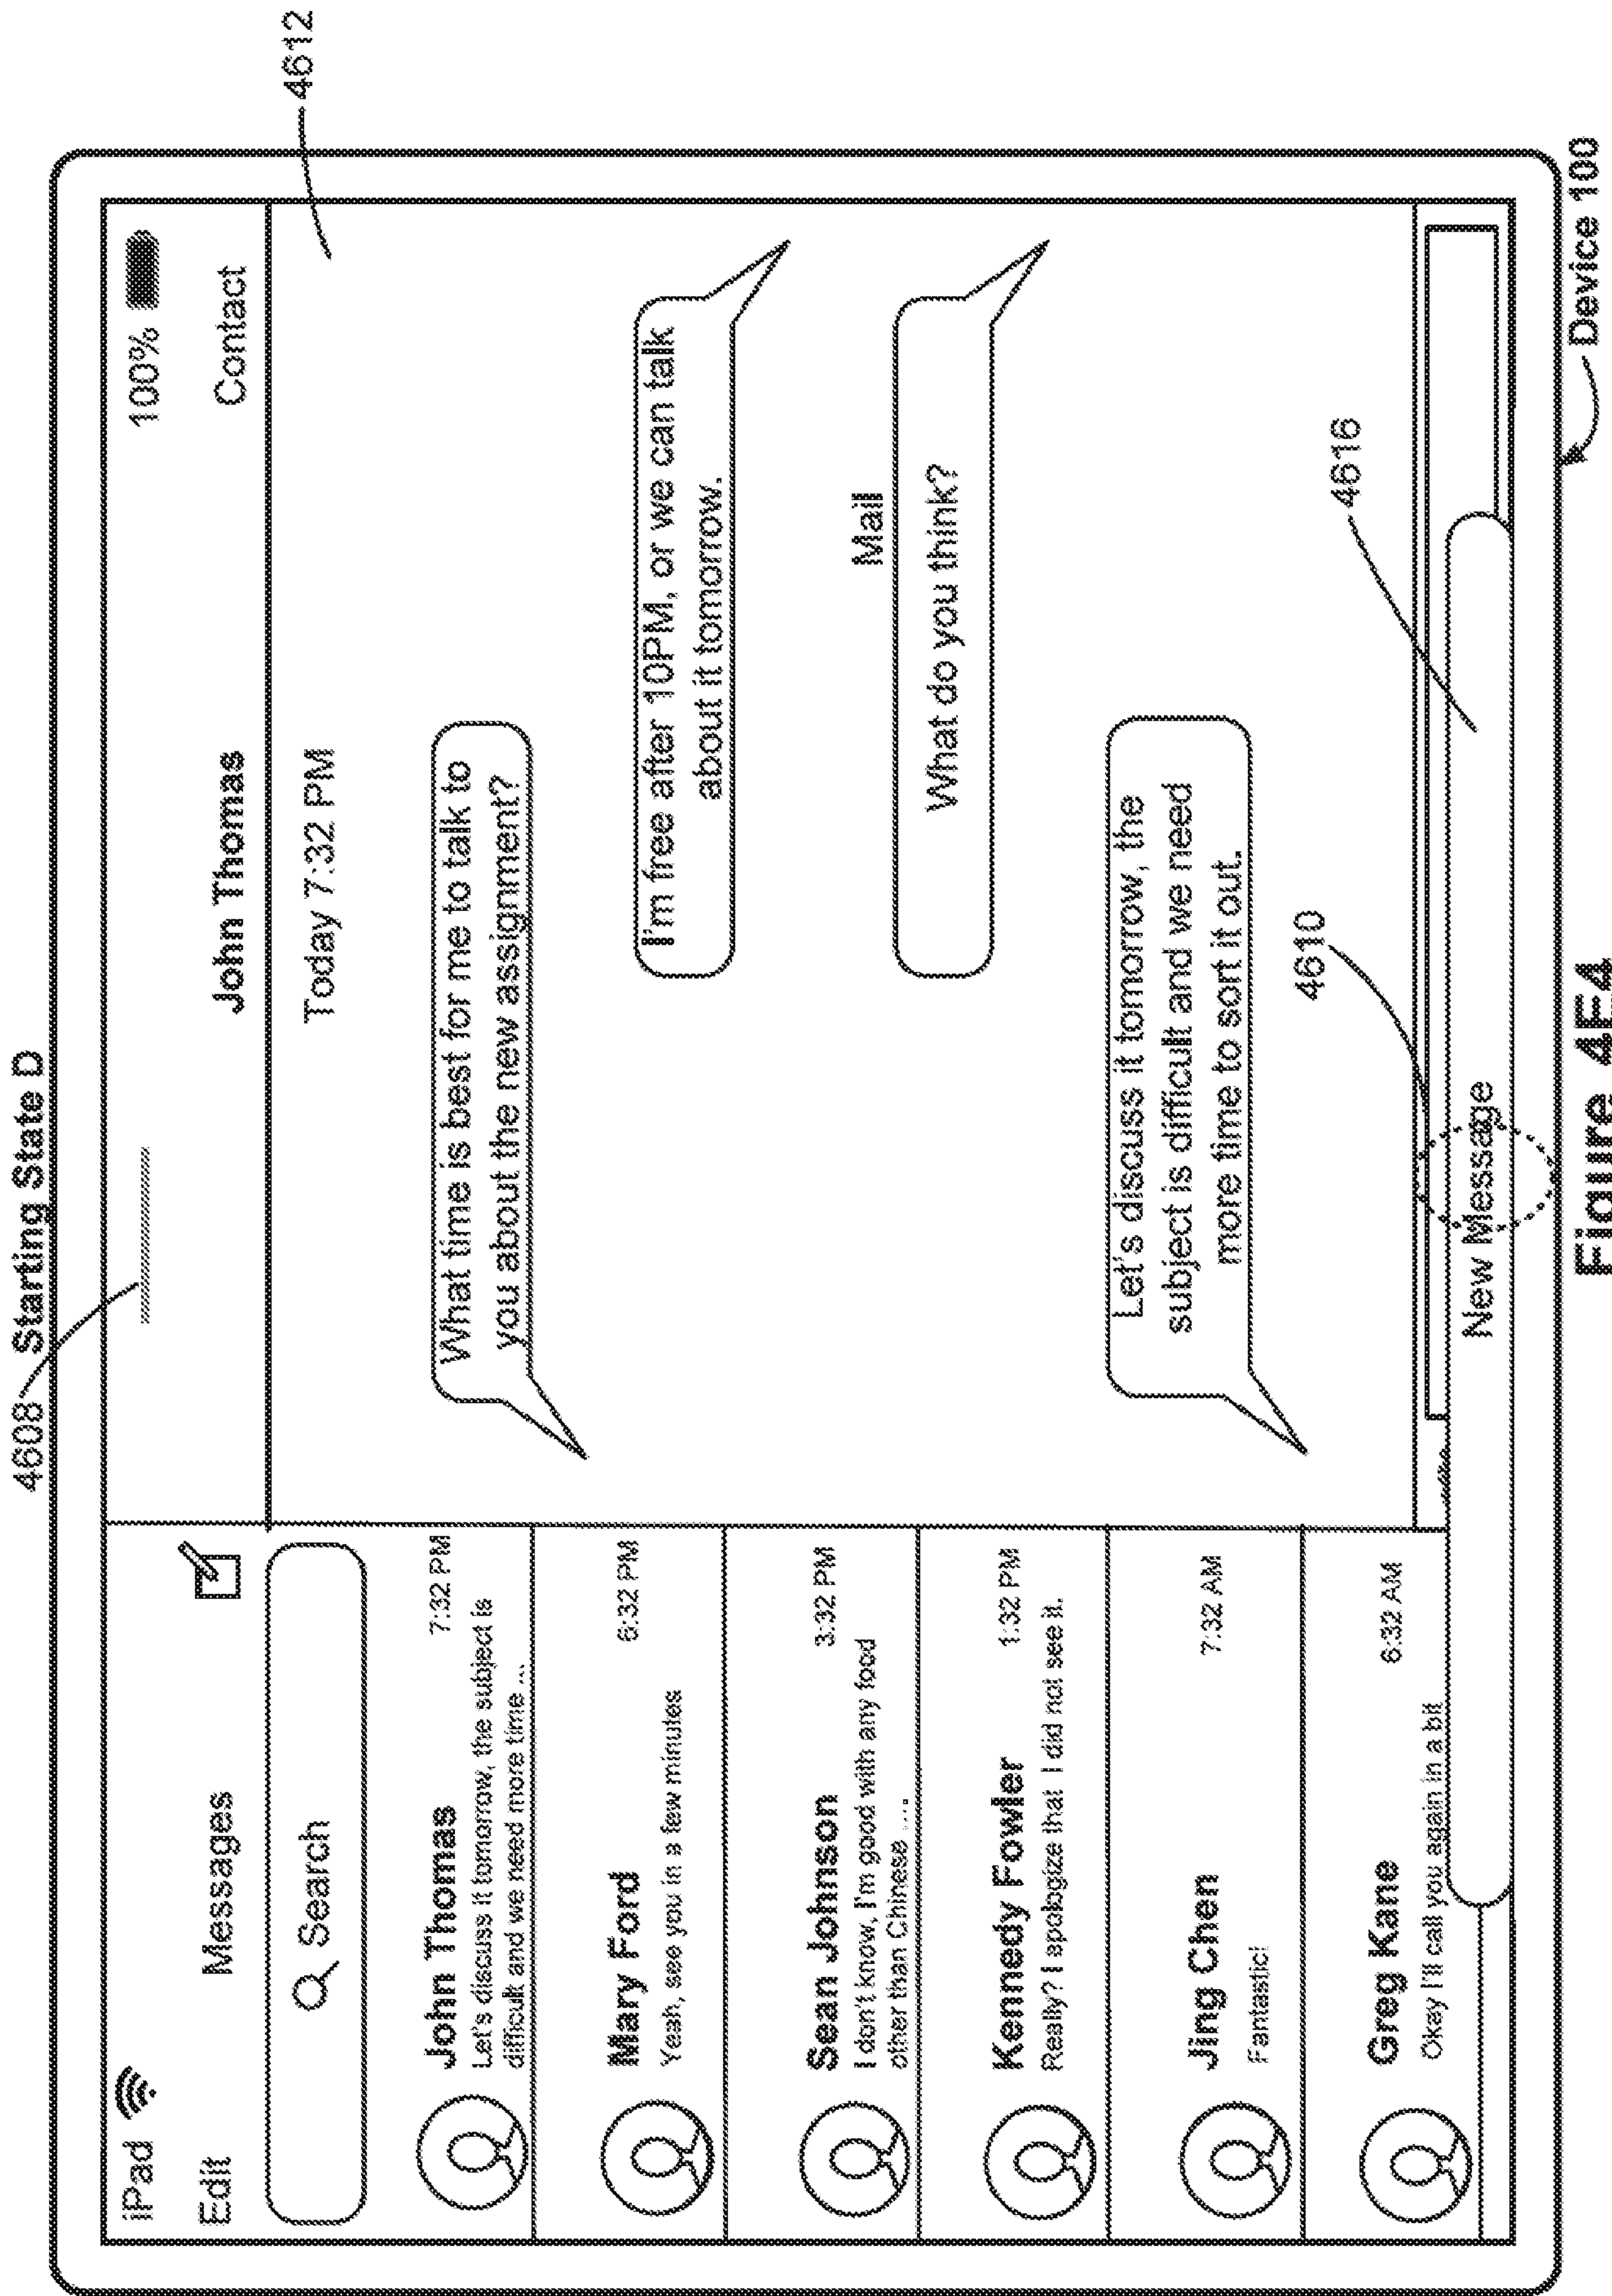 4608
Starting State D
4612
iPad
100%
Edit
Messages
John Thomas
Contact
Search
Today 7:32 PM
John Thomas
7:32 PM
Let's discuss it tomorrow, the subject is
difficult and we need more time ...
Mary Ford
6:32 PM
Yeah, see you in a few minutes
Sean Johnson
3:32 PM
I don't know, I'm good with any food
other than Chinese ....
Kennedy Fowler
1:32 PM
Really? I apologize that I did not see it.
Jing Chen
7:32 AM
Fantastic!
Greg Kane
6:32 AM
Okay I'll call you again in a bit
What time is best for me to talk to
you about the new assignment?
I'm free after 10PM, or we can talk
about it tomorrow.
Mail
What do you think?
Let's discuss it tomorrow, the
subject is difficult and we need
more time to sort it out.
4610
4616
New Message
Device 100
Figure 4E4